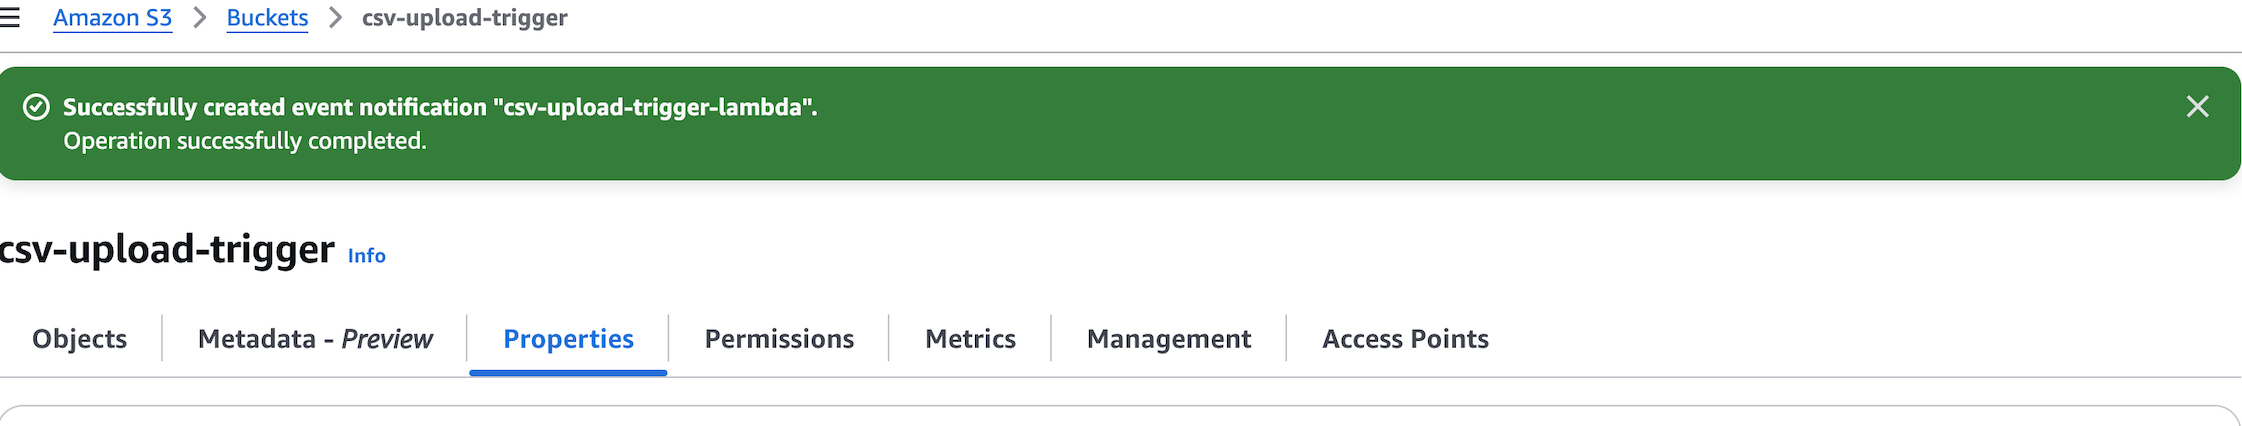 Amazon S3 > Buckets > csv-upload-trigger
Successfully created event notification "csv-upload-trigger-lambda".
Operation successfully completed.
csv-upload-trigger Info
Objects Metadata - Preview Properties Permissions Metrics Management Access Points